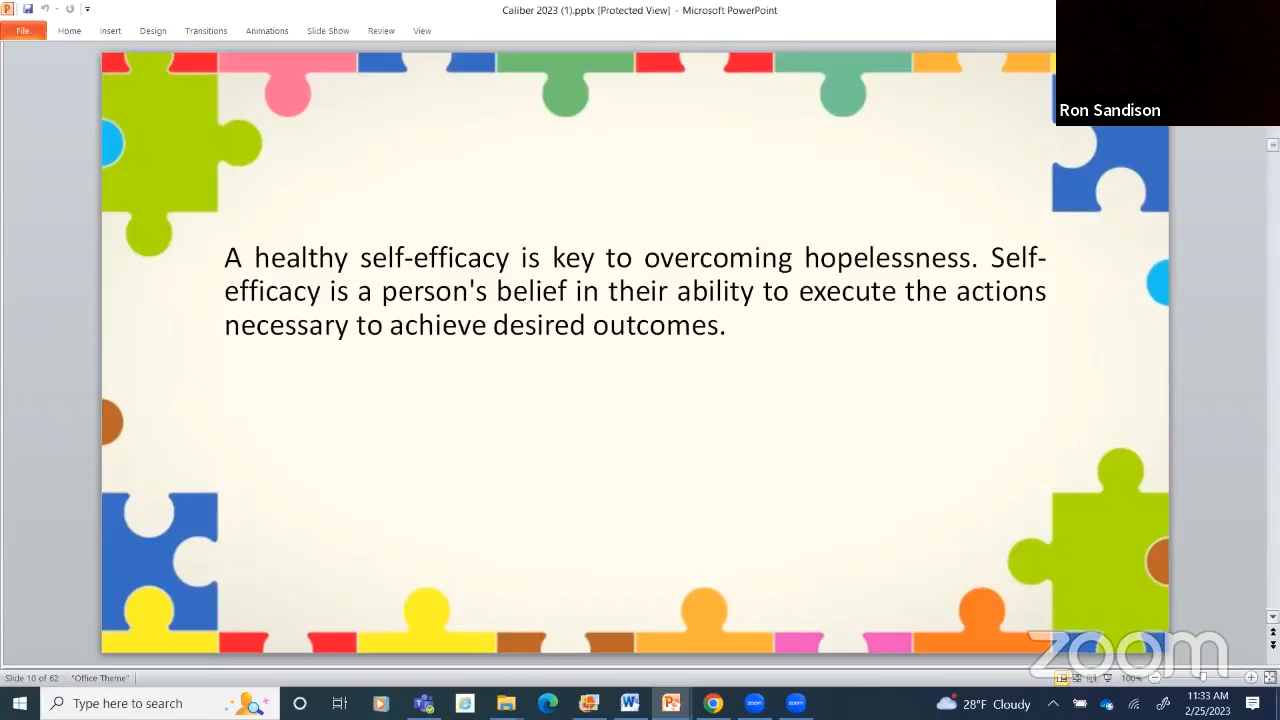 Caliber 2023 (1).pptx [Protected View] - Microsoft PowerPoint
File Home Insert Design Transitions Animations Slide Show Review View
Ron Sandison
A healthy self-efficacy is key to overcoming hopelessness. Self-
efficacy is a person's belief in their ability to execute the actions
necessary to achieve desired outcomes.
zoom
Slide 10 of 62 "Office Theme" 100%
Type here to search
28°F Cloudy
11:33 AM
2/25/2023